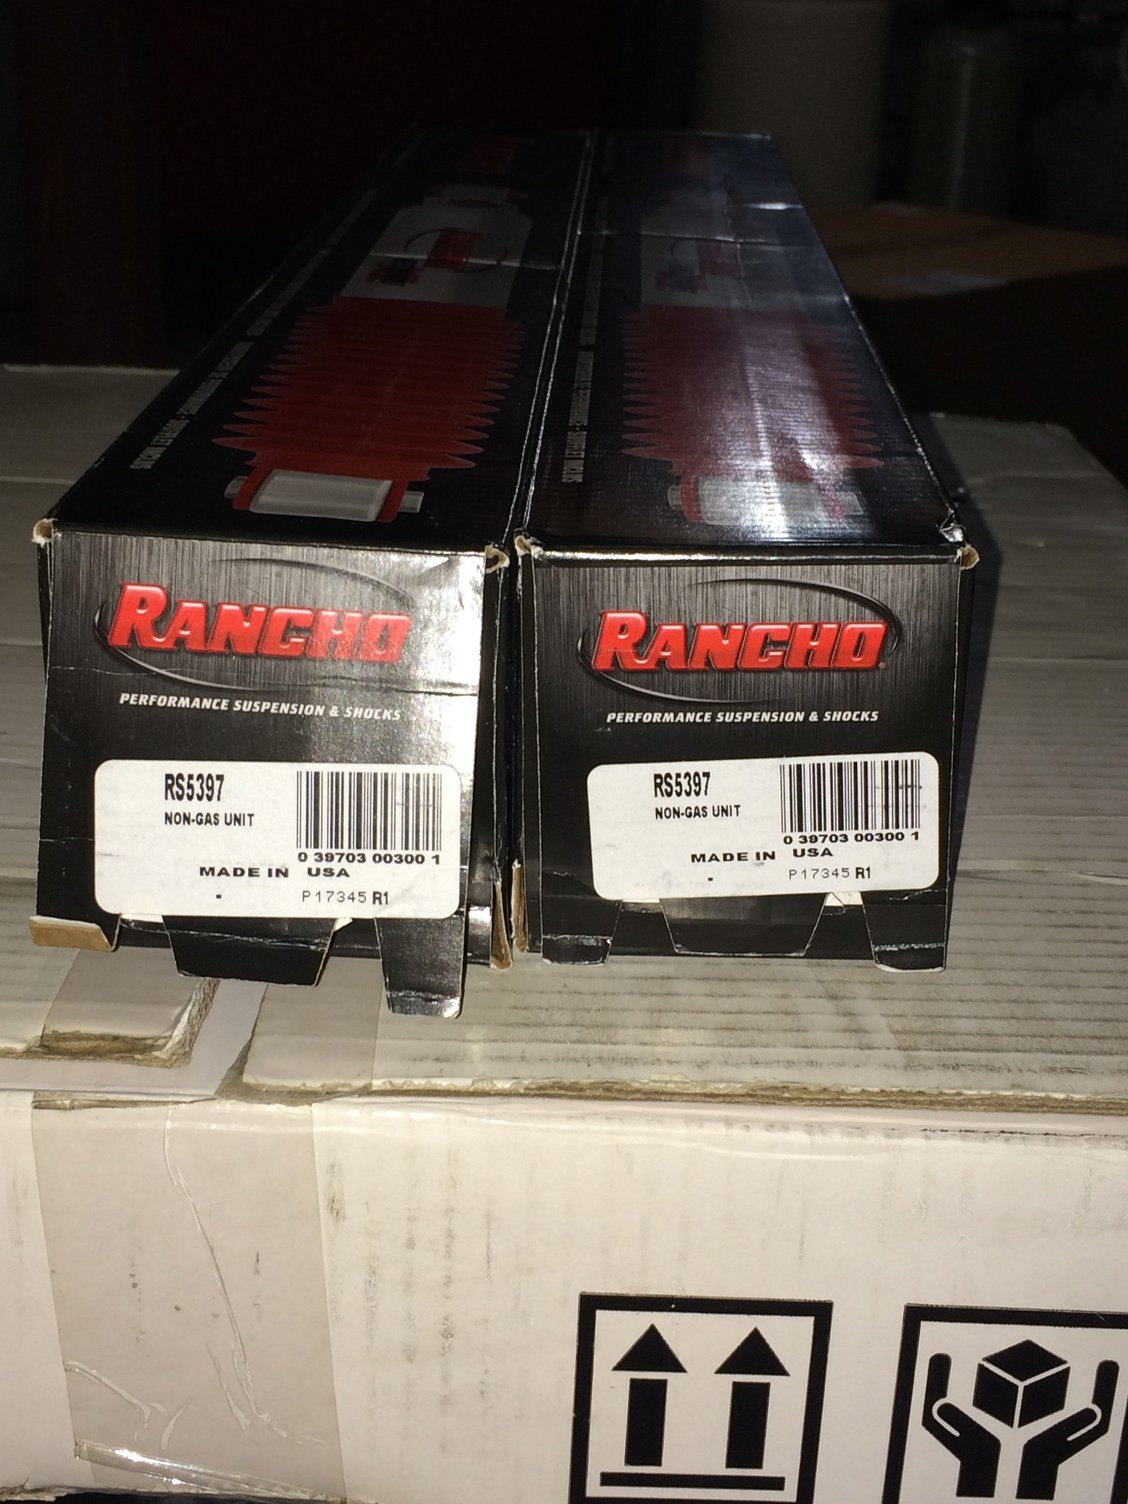 RANCHO
PERFORMANCE SUSPENSION & SHOCKS
RS5397
NON-GAS UNIT
0 39703 00300 1
MADE IN USA
- P17345 R1
RANCHO®
PERFORMANCE SUSPENSION & SHOCKS
RS5397
NON-GAS UNIT
0 39703 00300 1
MADE IN USA
- P17345 R1